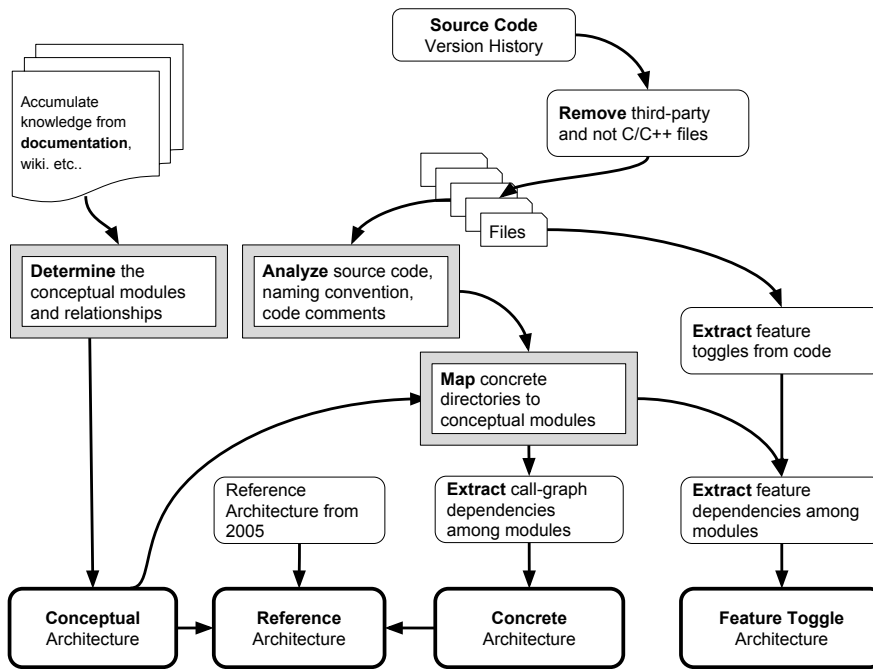 Source Code
Version History
Accumulate
knowledge from
documentation,
wiki. etc..
Remove third-party
and not C/C++ files
Files
Determine the
conceptual modules
and relationships
Analyze source code,
naming convention,
code comments
Extract feature
toggles from code
Map concrete
directories to
conceptual modules
Reference
Architecture from
2005
Extract call-graph
dependencies
among modules
Extract feature
dependencies among
modules
Conceptual
Architecture
Reference
Architecture
Concrete
Architecture
Feature Toggle
Architecture